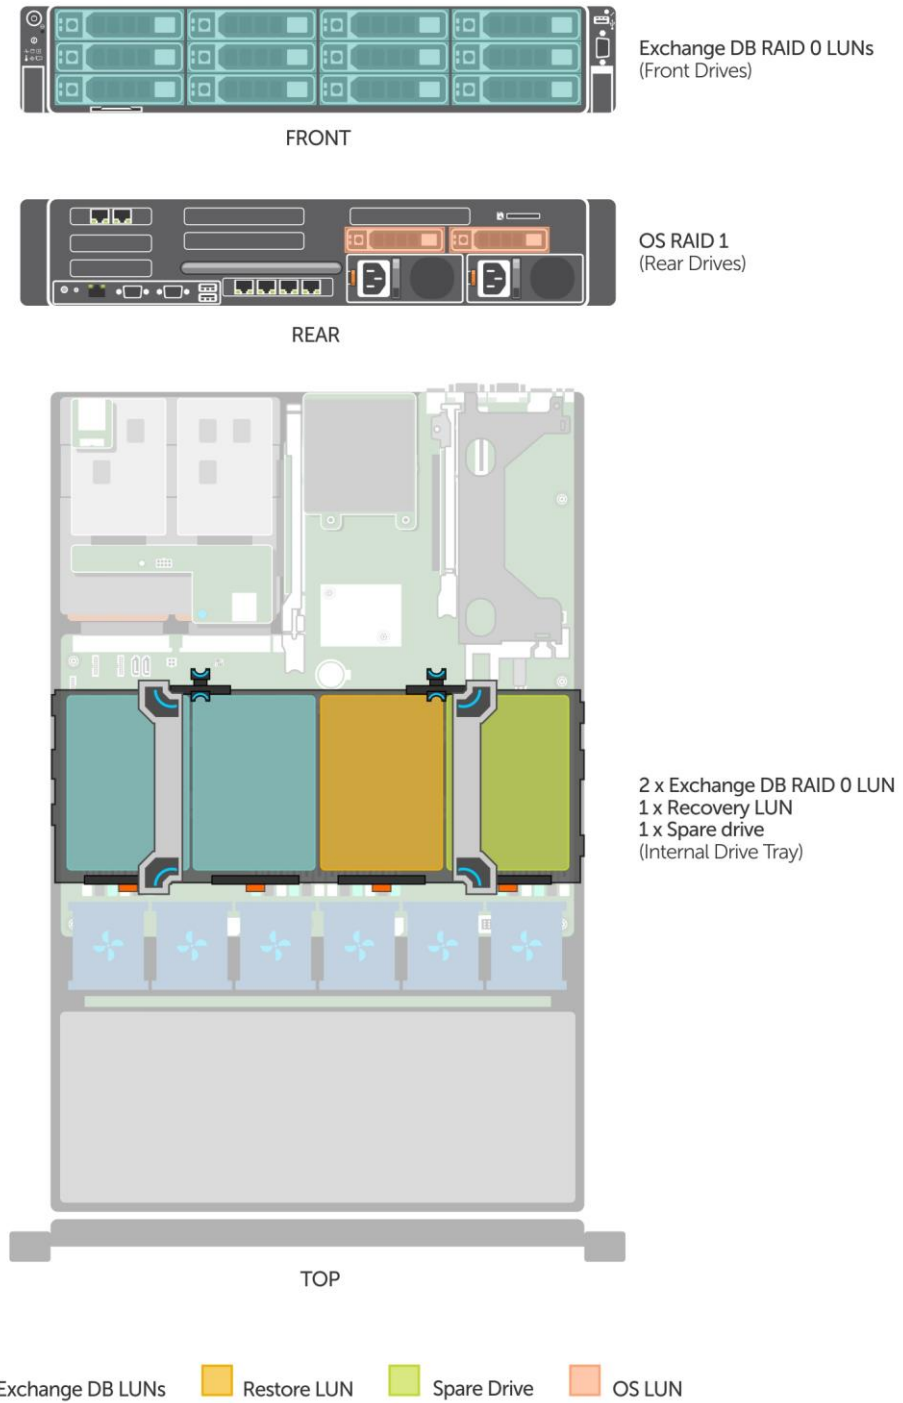 Exchange DB RAID 0 LUNs
(Front Drives)
FRONT
OS RAID 1
(Rear Drives)
REAR
2 x Exchange DB RAID 0 LUN
1 x Recovery LUN
1 x Spare drive
(Internal Drive Tray)
TOP
Exchange DB LUNs Restore LUN Spare Drive OS LUN